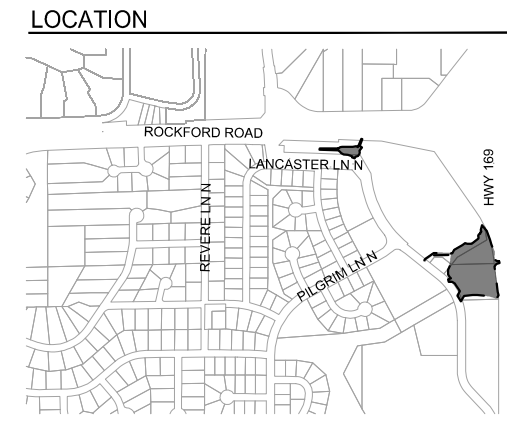 LOCATION
ROCKFORD ROAD
LANCASTER LN N
HWY 169
REVERE LN N
PILGRIM LN N